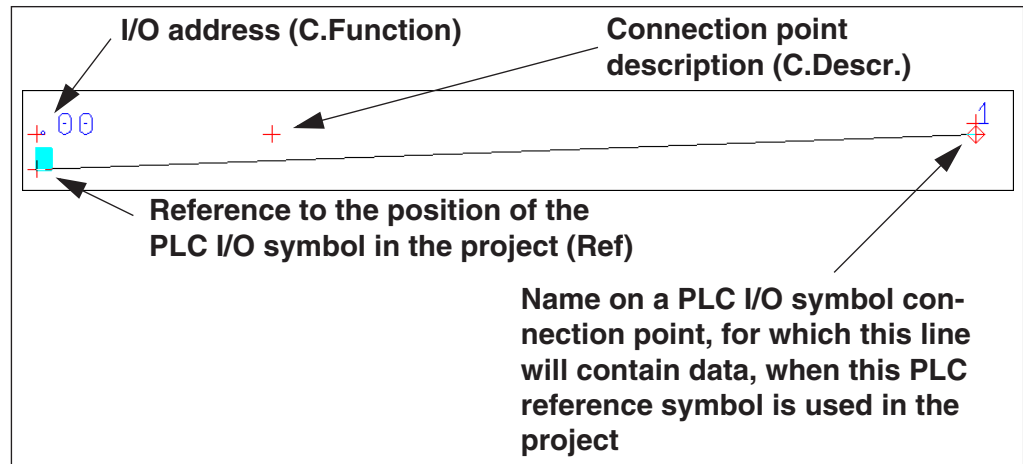 I/O address (C.Function)
Connection point
description (C.Descr.)
00
1
Reference to the position of the
PLC I/O symbol in the project (Ref)
Name on a PLC I/O symbol con-
nection point, for which this line
will contain data, when this PLC
reference symbol is used in the
project